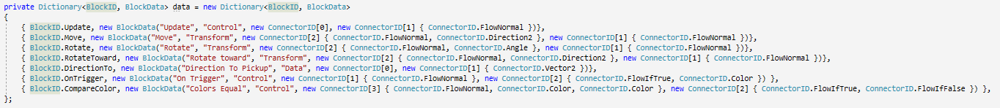 private Dictionary<BlockID, BlockData> data = new Dictionary<BlockID, BlockData>
{
{ BlockID.Update, new BlockData("Update", "Control", new ConnectorID[0], new ConnectorID[1] { ConnectorID.FlowNormal })},
{ BlockID.Move, new BlockData("Move", "Transform", new ConnectorID[2] { ConnectorID.FlowNormal, ConnectorID.Direction2 }, new ConnectorID[1] { ConnectorID.FlowNormal })},
{ BlockID.Rotate, new BlockData("Rotate", "Transform", new ConnectorID[2] { ConnectorID.FlowNormal, ConnectorID.Angle }, new ConnectorID[1] { ConnectorID.FlowNormal })},
{ BlockID.RotateToward, new BlockData("Rotate toward", "Transform", new ConnectorID[2] { ConnectorID.FlowNormal, ConnectorID.Direction2 }, new ConnectorID[1] { ConnectorID.FlowNormal })},
{ BlockID.DirectionTo, new BlockData("Direction To Pickup", "Data", new ConnectorID[0], new ConnectorID[1] { ConnectorID.Vector2 })},
{ BlockID.OnTrigger, new BlockData("On Trigger", "Control", new ConnectorID[1] { ConnectorID.FlowNormal }, new ConnectorID[2] { ConnectorID.FlowIfTrue, ConnectorID.Color }) },
{ BlockID.CompareColor, new BlockData("Colors Equal", "Control", new ConnectorID[3] { ConnectorID.FlowNormal, ConnectorID.Color, ConnectorID.Color }, new ConnectorID[2] { ConnectorID.FlowIfTrue, ConnectorID.FlowIfFalse }) },
};